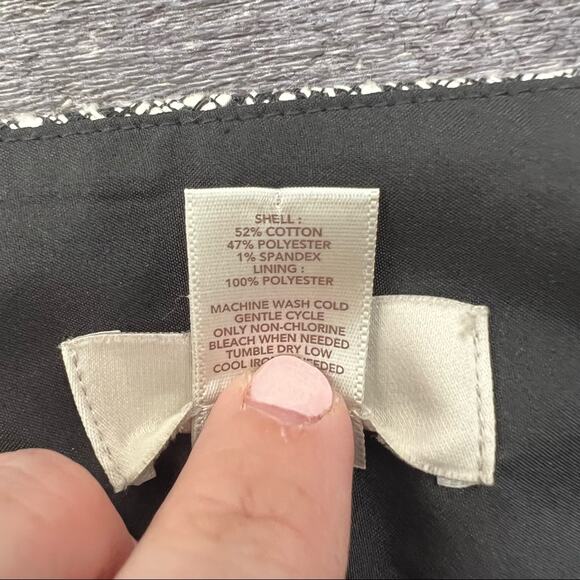 SHELL :
52% COTTON
47% POLYESTER
1% SPANDEX
LINING :
100% POLYESTER
MACHINE WASH COLD
GENTLE CYCLE
ONLY NON-CHLORINE
BLEACH WHEN NEEDED
TUMBLE DRY LOW
COOL NEEDED